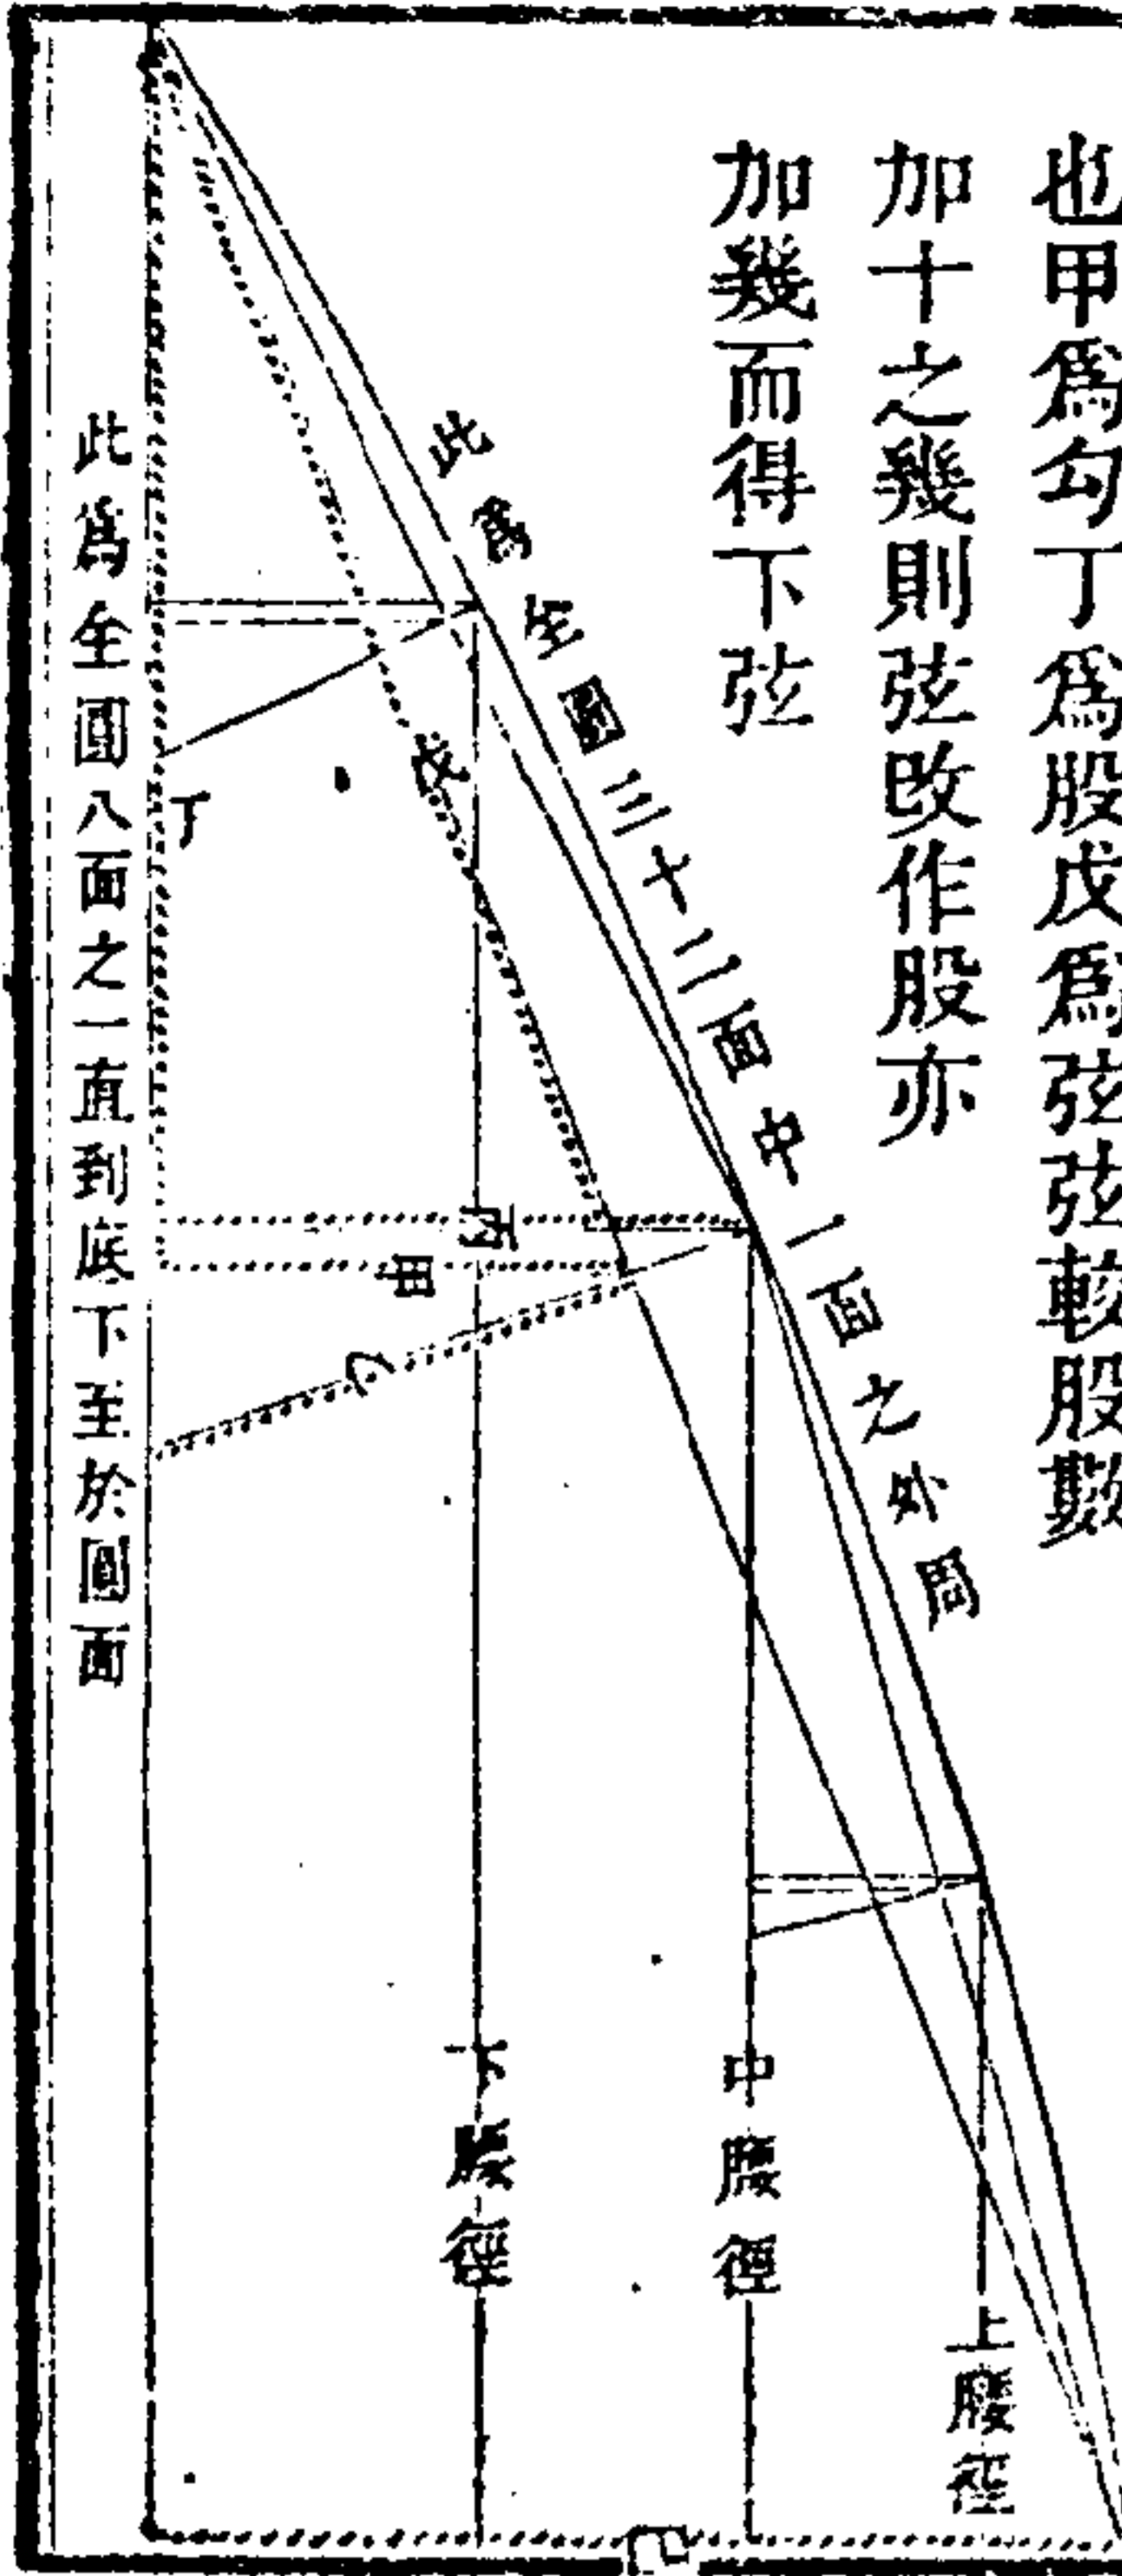 也甲爲勾丁爲股戊爲弦弦較股數
加十之幾則弦改作股亦
加幾而得下弦
此爲全圓三十二面中一面之外周
上腰徑
中腰徑
下腰徑
戊
甲
丁
此爲全圓八面之一直到底下至於圓面